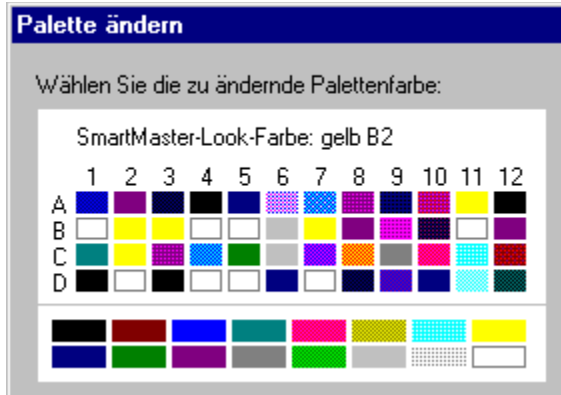 Palette ändern
Wählen Sie die zu ändernde Palettenfarbe:
SmartMaster-Look-Farbe: gelb B2
1 2 3 4 5 6 7 8 9 10 11 12
A
B
C
D